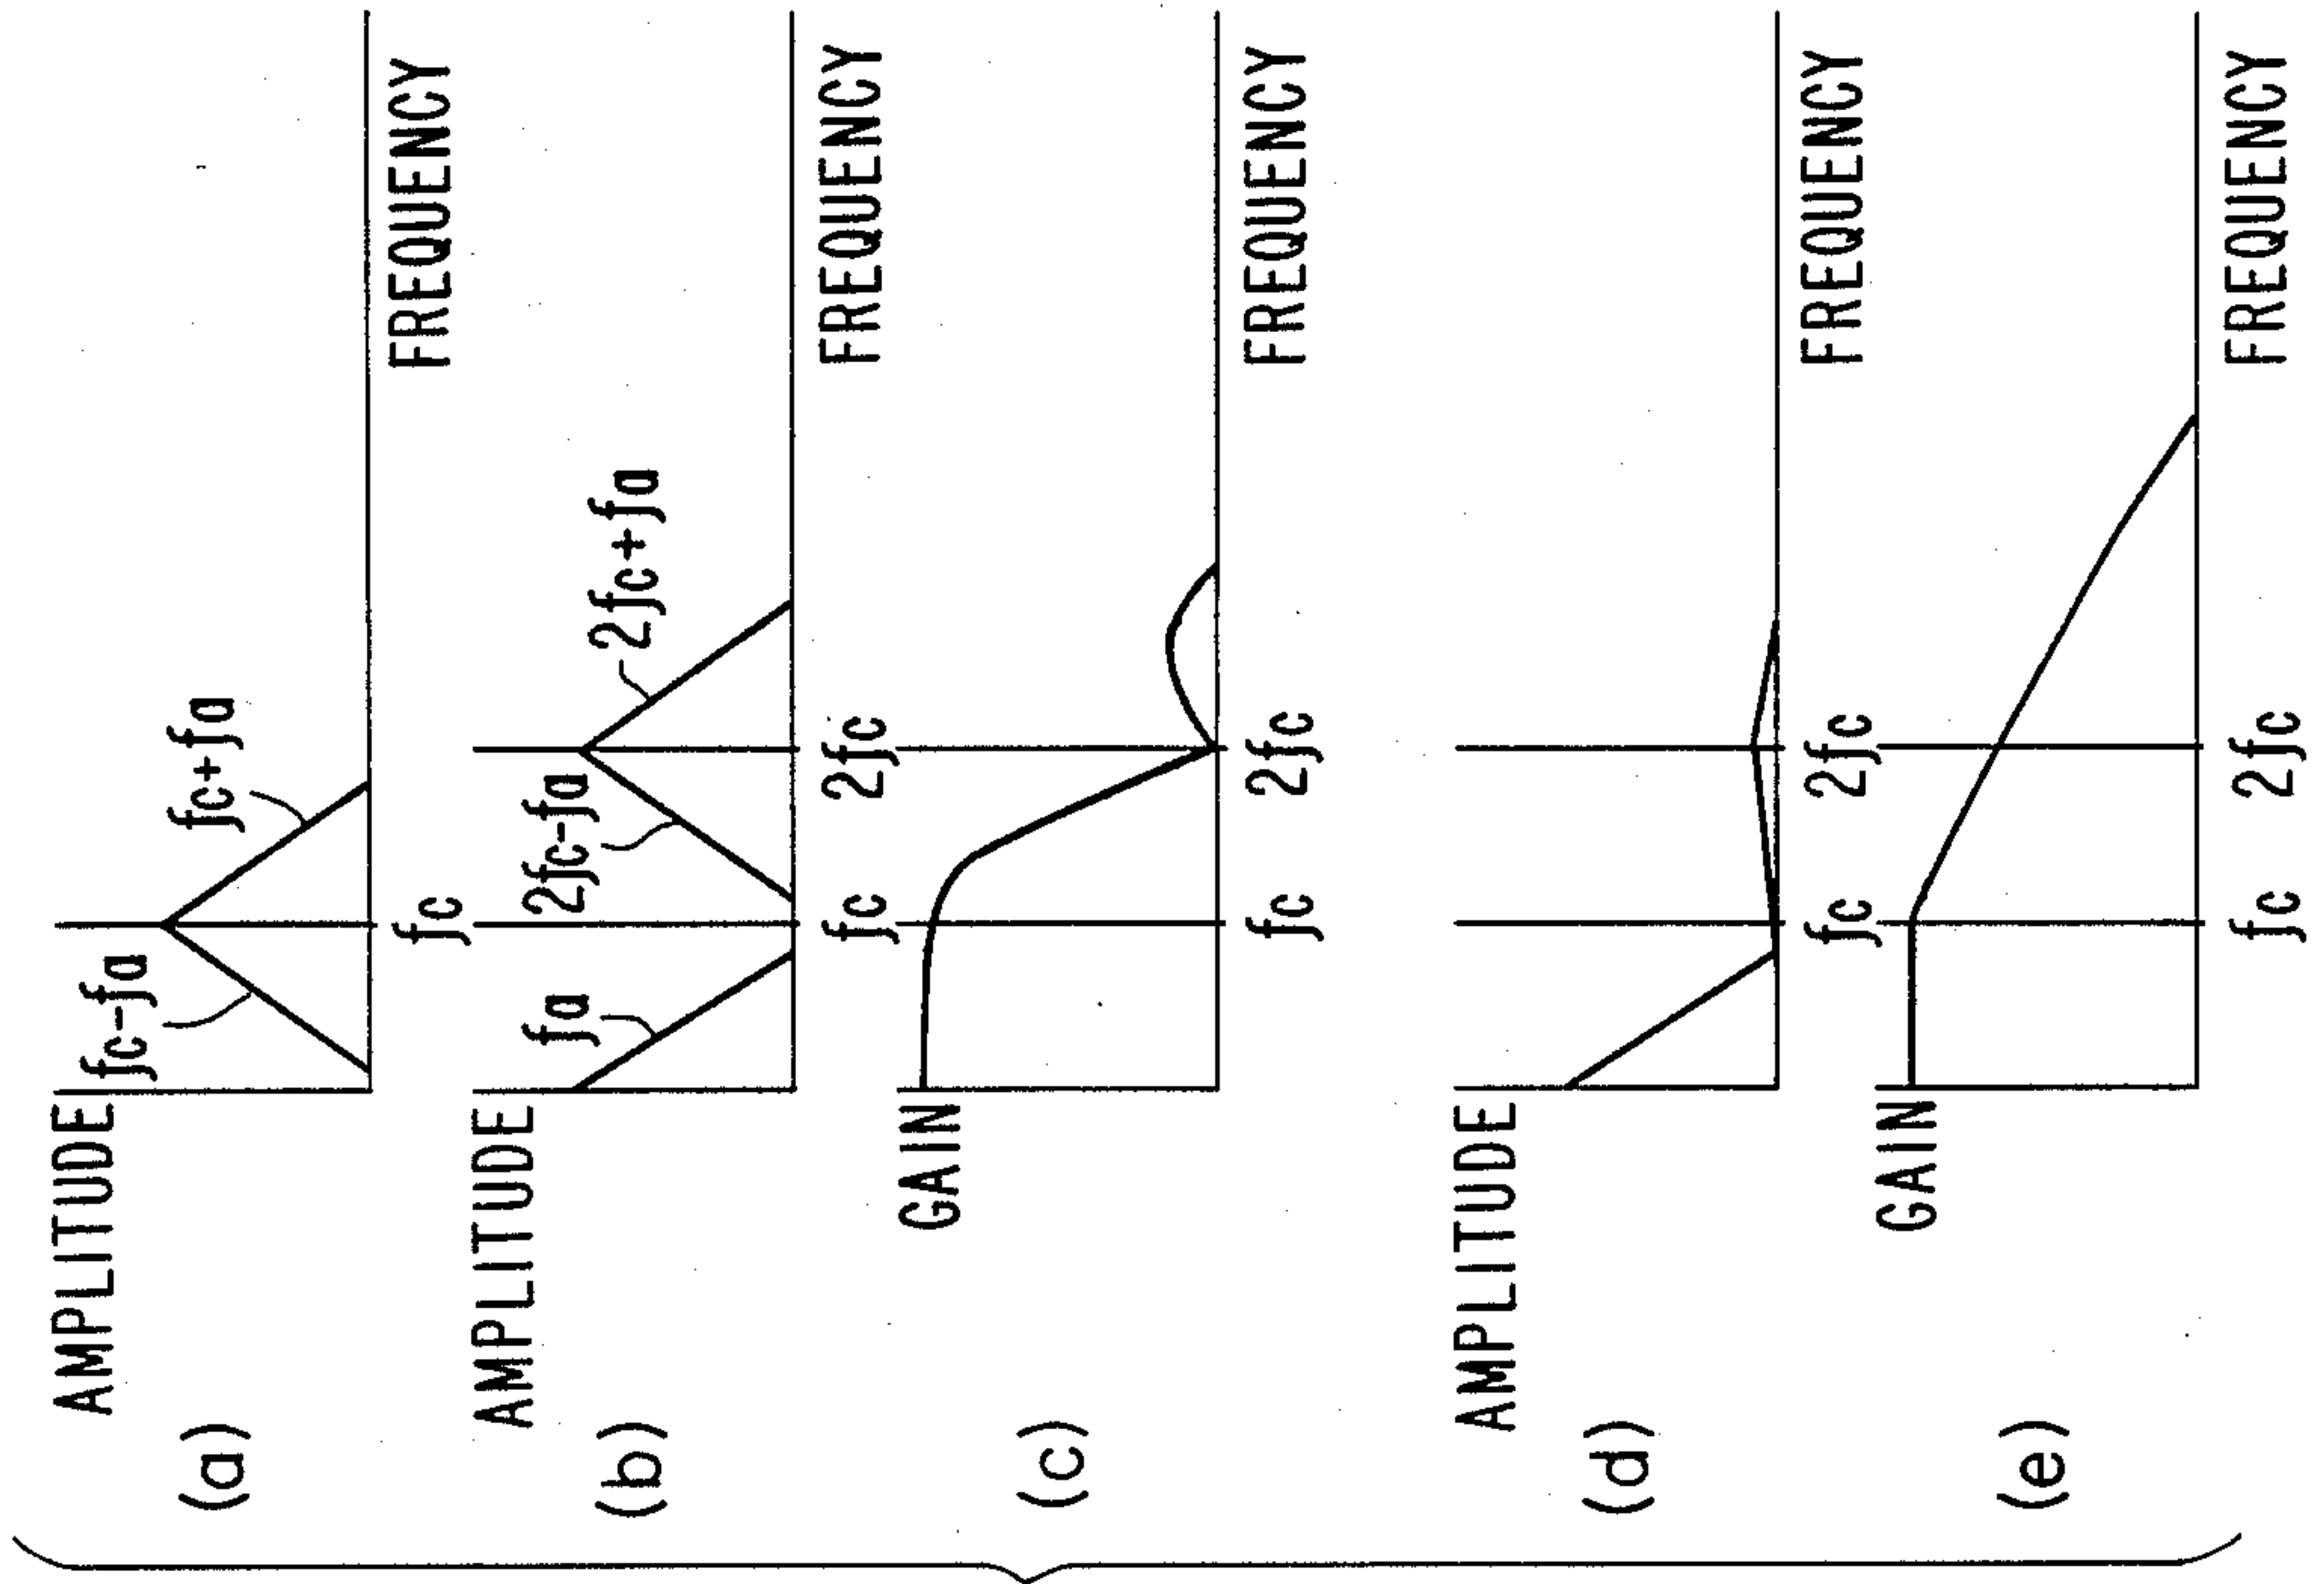 (a)
AMPLITUDE
fc-fa
fc+fa
fc
FREQUENCY
(b)
AMPLITUDE
fa
2fc-fa
2fc+fa
fc
2fc
FREQUENCY
(c)
GAIN
fc
2fc
FREQUENCY
(d)
AMPLITUDE
fc
2fc
FREQUENCY
(e)
GAIN
fc
2fc
FREQUENCY